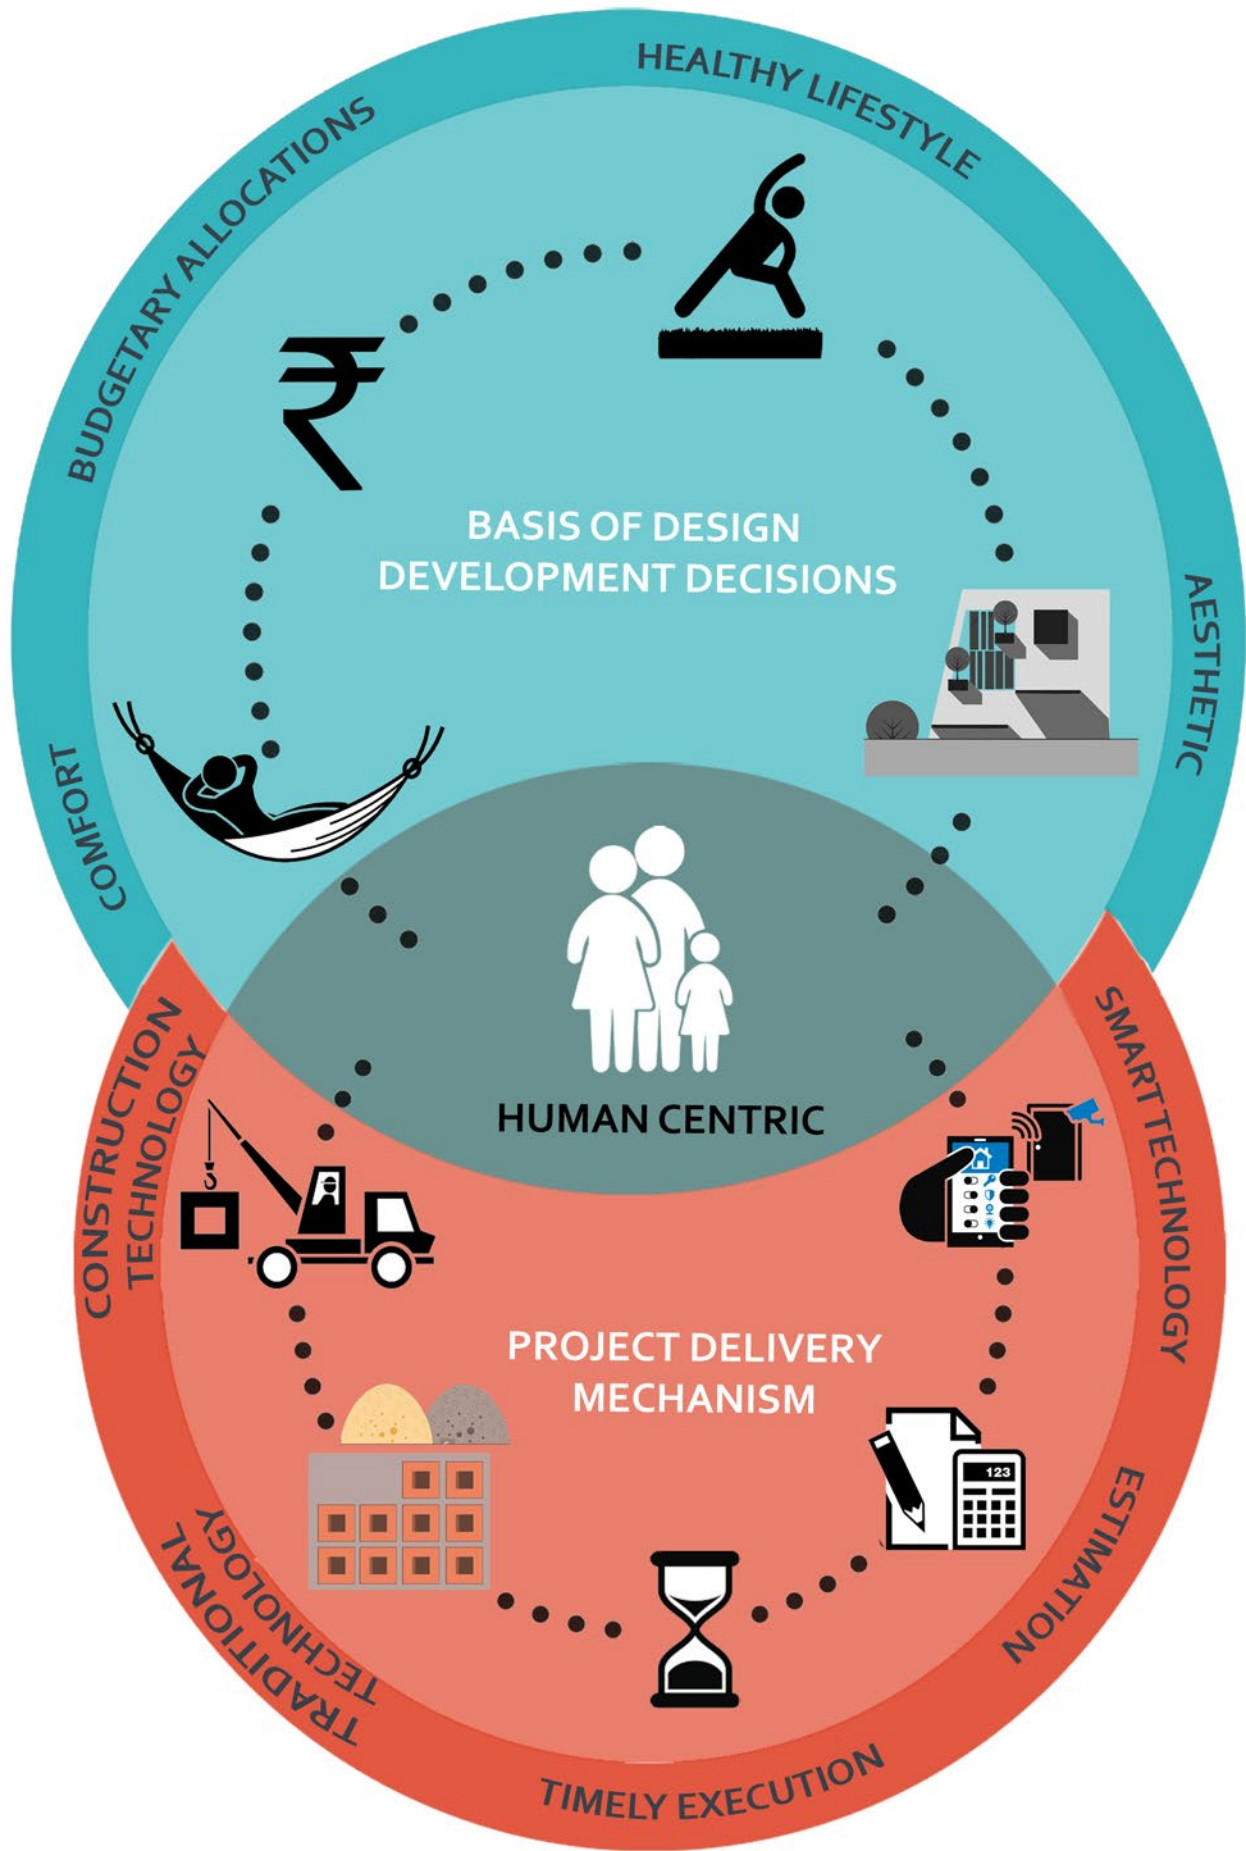 HEALTHY LIFESTYLE
BUDGETARY ALLOCATIONS
₹
BASIS OF DESIGN
DEVELOPMENT DECISIONS
AESTHETIC
COMFORT
HUMAN CENTRIC
CONSTRUCTION
TECHNOLOGY
SMART TECHNOLOGY
PROJECT DELIVERY
MECHANISM
123
ESTIMATION
TRADITIONAL
TECHNOLOGY
TIMELY EXECUTION